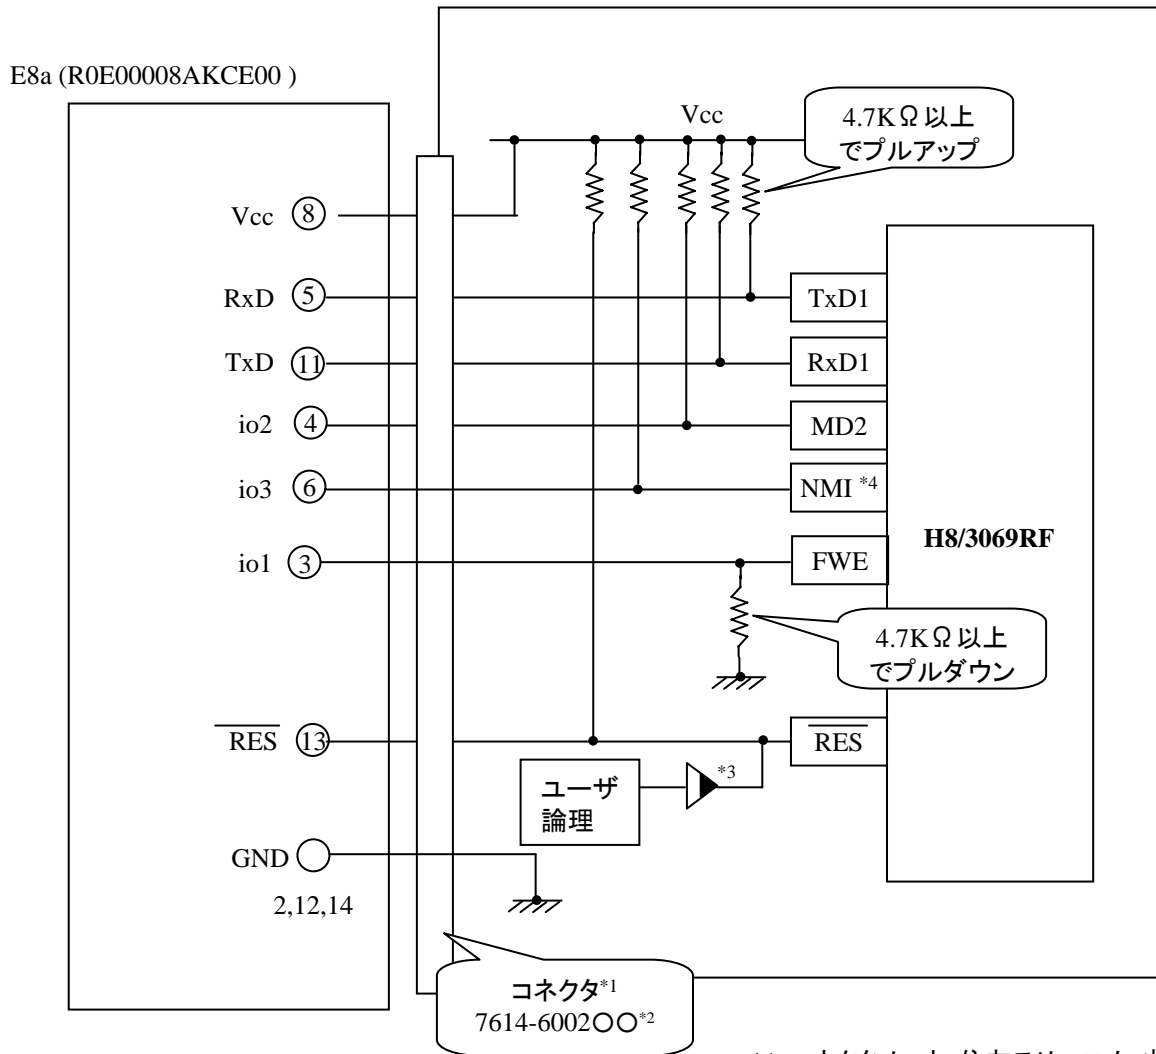 E8a (R0E00008AKCE00 )
Vcc
4.7KΩ以上
でプルアップ
Vcc ⑧
RxD ⑤
TxD1
TxD ⑪
RxD1
io2 ④
MD2
io3 ⑥
NMI *4
H8/3069RF
io1 ③
FWE
4.7KΩ以上
でプルダウン
RES ⑬
RES
ユーザ
論理
*3
GND ○
2,12,14
コネクタ*1
7614-6002○○*2